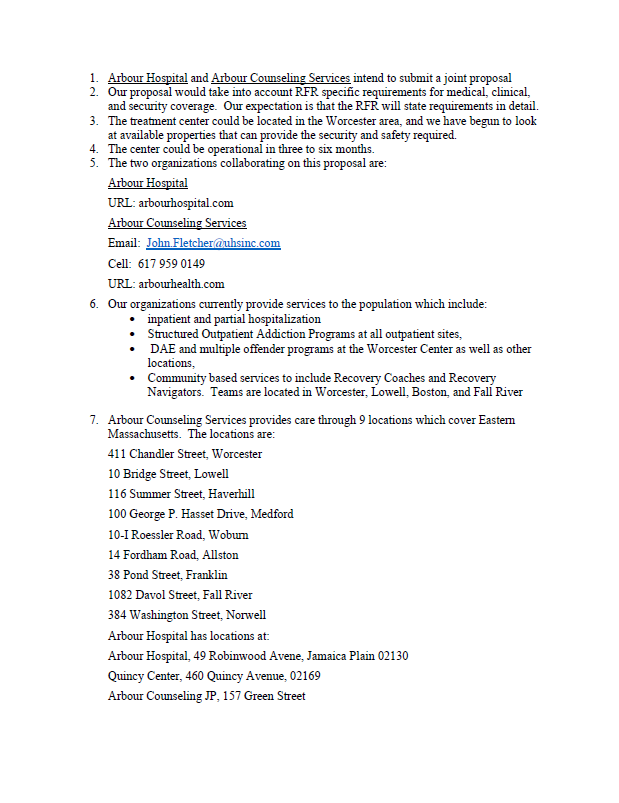 1. Arbour Hospital and Arbour Counseling Services intend to submit a joint proposal
2. Our proposal would take into account RFR specific requirements for medical, clinical,
and security coverage. Our expectation is that the RFR will state requirements in detail.
3. The treatment center could be located in the Worcester area, and we have begun to look
at available properties that can provide the security and safety required.
4. The center could be operational in three to six months.
5. The two organizations collaborating on this proposal are:
Arbour Hospital
URL: arbourhospital.com
Arbour Counseling Services
Email: John.Fletcher@uhsinc.com
Cell: 617 959 0149
URL: arbourhealth.com
6. Our organizations currently provide services to the population which include:
• inpatient and partial hospitalization
• Structured Outpatient Addiction Programs at all outpatient sites,
• DAE and multiple offender programs at the Worcester Center as well as other
locations,
• Community based services to include Recovery Coaches and Recovery
Navigators. Teams are located in Worcester, Lowell, Boston, and Fall River
7. Arbour Counseling Services provides care through 9 locations which cover Eastern
Massachusetts. The locations are:
411 Chandler Street, Worcester
10 Bridge Street, Lowell
116 Summer Street, Haverhill
100 George P. Hasset Drive, Medford
10-I Roessler Road, Woburn
14 Fordham Road, Allston
38 Pond Street, Franklin
1082 Davol Street, Fall River
384 Washington Street, Norwell
Arbour Hospital has locations at:
Arbour Hospital, 49 Robinwood Avene, Jamaica Plain 02130
Quincy Center, 460 Quincy Avenue, 02169
Arbour Counseling JP, 157 Green Street